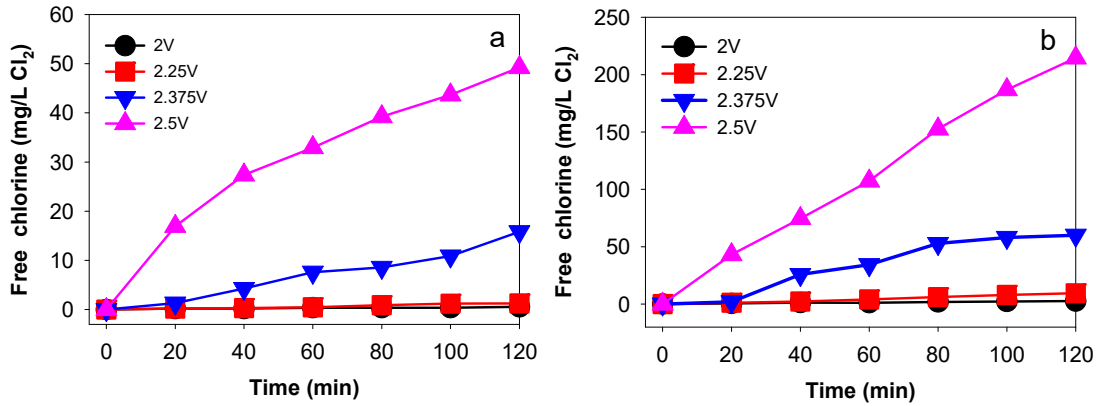 a
2V
2.25V
2.375V
2.5V
60
50
40
30
20
10
0
Free chlorine (mg/L Cl₂)
0 20 40 60 80 100 120
Time (min)
b
2V
2.25V
2.375V
2.5V
250
200
150
100
50
0
Free chlorine (mg/L Cl₂)
0 20 40 60 80 100 120
Time (min)